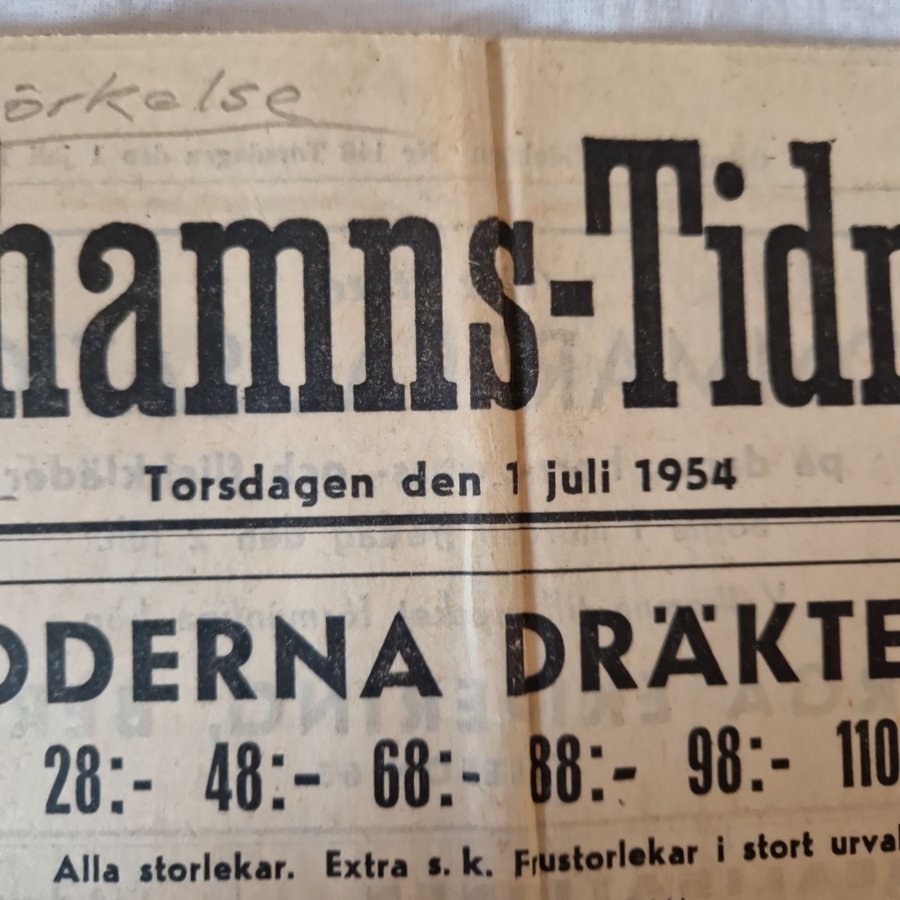 örkelse
hamns-Tidn
Torsdagen den 1 juli 1954
ODERNA DRÄKTE
28:- 48:- 68:- 88:- 98:- 110
Alla storlekar. Extra s. k. Frustorlekar i stort urval